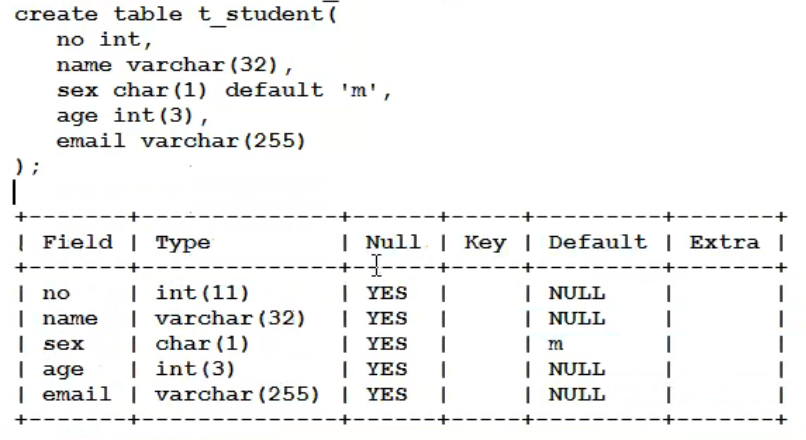 create table t_student(
no int,
name varchar(32),
sex char(1) default 'm',
age int(3),
email varchar(255)
);
+--------+--------------+------+-----+---------+-------+
| Field | Type | Null | Key | Default | Extra |
+--------+--------------+------+-----+---------+-------+
| no | int(11) | YES | | NULL | |
| name | varchar(32) | YES | | NULL | |
| sex | char(1) | YES | | m | |
| age | int(3) | YES | | NULL | |
| email | varchar(255) | YES | | NULL | |
+--------+--------------+------+-----+---------+-------+